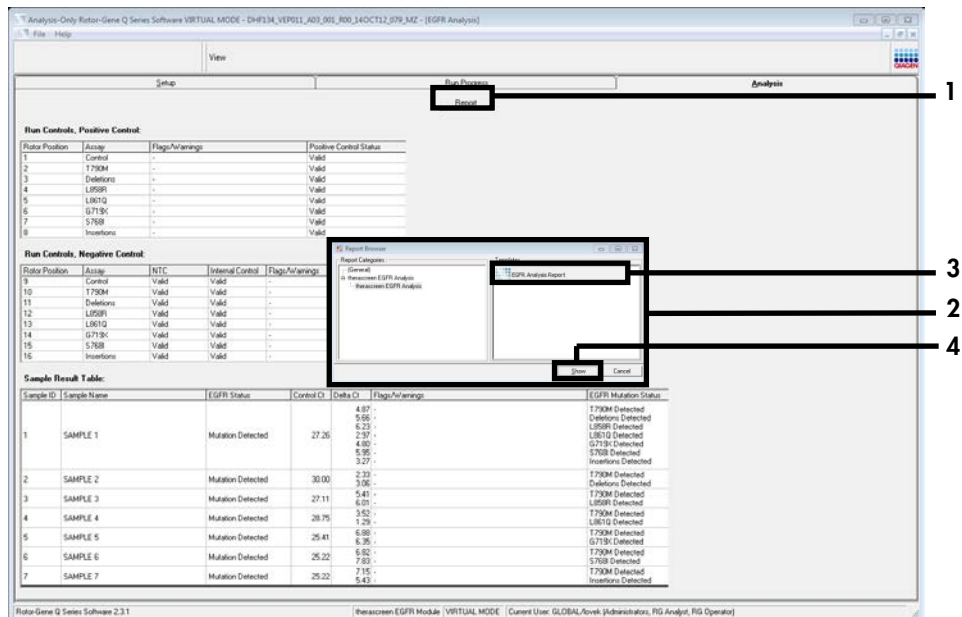 Analysis-Only Rotor-Gene Q Series Software VIRTUAL MODE - DHF134_VEP011_A03_001_R00_14OCT12_079_MZ - [EGFR Analysis]
File Help
View
QIAGEN
Setup Run Progress Analysis
Report 1
Run Controls, Positive Control:
Rotor Position Assay Flags/Warnings Positive Control Status
1 Control - Valid
2 T790M - Valid
3 Deletions - Valid
4 L858R - Valid
5 L861Q - Valid
6 G719X - Valid
7 S768I - Valid
8 Insertions - Valid
Run Controls, Negative Control:
Rotor Position Assay NTC Internal Control Flags/Warnings
9 Control Valid Valid -
10 T790M Valid Valid -
11 Deletions Valid Valid -
12 L858R Valid Valid -
13 L861Q Valid Valid -
14 G719X Valid Valid -
15 S768I Valid Valid -
16 Insertions Valid Valid -
Report Browser
Report Categories Templates
(General)
therascreen EGFR Analysis
therascreen EGFR Analysis
EGFR Analysis Report 3
2
Show Cancel 4
Sample Result Table:
Sample ID Sample Name EGFR Status Control Ct Delta Ct Flags/Warnings EGFR Mutation Status
4.87 - T790M Detected
5.66 - Deletions Detected
6.23 - L858R Detected
1 SAMPLE 1 Mutation Detected 27.26 2.97 - L861Q Detected
4.80 - G719X Detected
5.95 - S768I Detected
3.27 - Insertions Detected
2 SAMPLE 2 Mutation Detected 30.00 2.33 - T790M Detected
3.06 - Deletions Detected
3 SAMPLE 3 Mutation Detected 27.11 5.41 - T790M Detected
6.01 - L858R Detected
4 SAMPLE 4 Mutation Detected 28.75 3.52 - T790M Detected
1.29 - L861Q Detected
5 SAMPLE 5 Mutation Detected 25.41 6.88 - T790M Detected
6.35 - G719X Detected
6 SAMPLE 6 Mutation Detected 25.22 6.82 - T790M Detected
7.83 - S768I Detected
7 SAMPLE 7 Mutation Detected 25.22 7.15 - T790M Detected
5.43 - Insertions Detected
Rotor-Gene Q Series Software 2.3.1 therascreen EGFR Module VIRTUAL MODE Current User: GLOBAL/lovek (Administrators, RG Analyst, RG Operator)